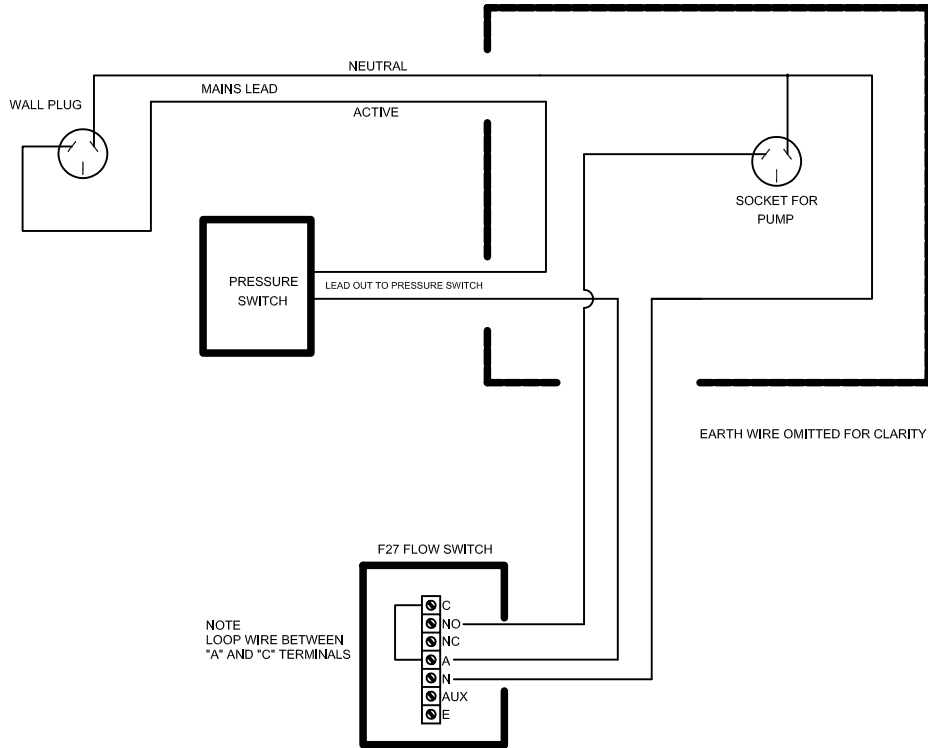 NEUTRAL
MAINS LEAD
WALL PLUG
ACTIVE
SOCKET FOR
PUMP
PRESSURE
SWITCH
LEAD OUT TO PRESSURE SWITCH
EARTH WIRE OMITTED FOR CLARITY
F27 FLOW SWITCH
NOTE
LOOP WIRE BETWEEN
"A" AND "C" TERMINALS
C
NO
NC
A
N
AUX
E